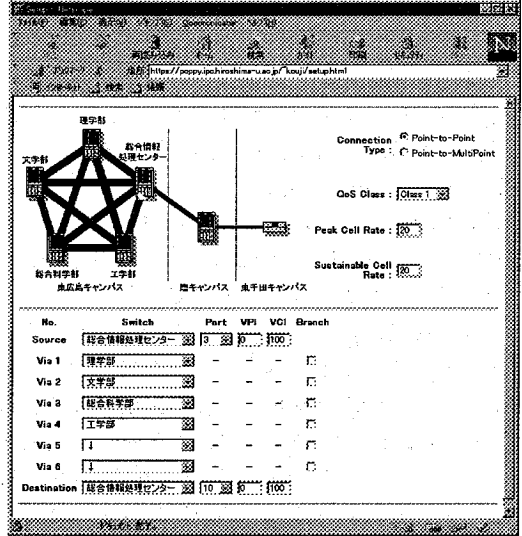 Netscape
表示(V)
Communicator
https://poppy.ipc.hiroshima-u.ac.jp/~kouji/setup.html
理学部
総合情報
処理センター
文学部
総合科学部
工学部
東広島キャンパス
霞キャンパス
東千田キャンパス
Connection Type :
Point-to-Point
Point-to-MultiPoint
QoS Class : Class 1
Peak Cell Rate : 20
Sustainable Cell Rate : 20
No. Switch Port VPI VCI Branch
Source 総合情報処理センター 3 0 100
Via 1 理学部 - - -
Via 2 文学部 - - -
Via 3 総合科学部 - - -
Via 4 工学部 - - -
Via 5 ↓ - - -
Via 6 ↓ - - -
Destination 総合情報処理センター 10 0 100